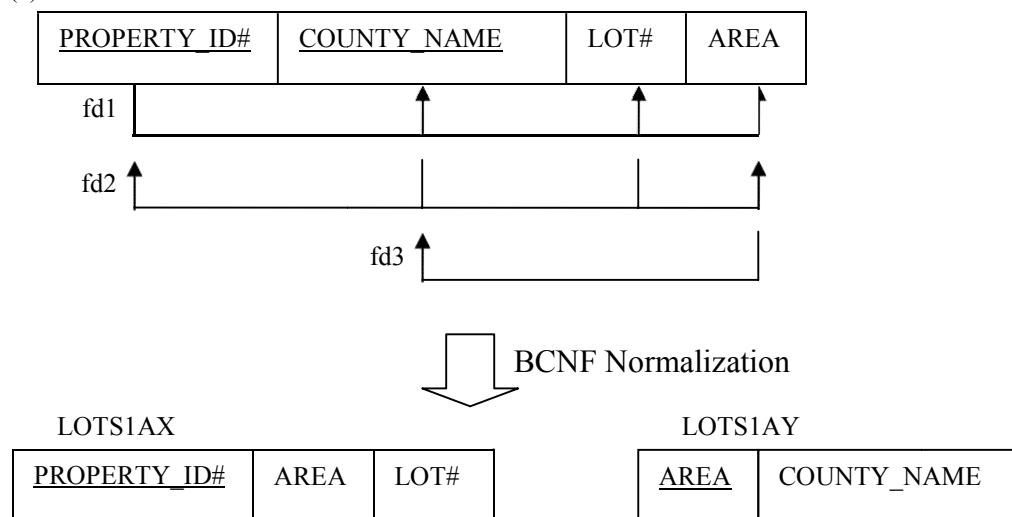 PROPERTY_ID# COUNTY_NAME LOT# AREA
fd1
fd2
fd3
BCNF Normalization
LOTS1AX LOTS1AY
PROPERTY_ID# AREA LOT# AREA COUNTY_NAME